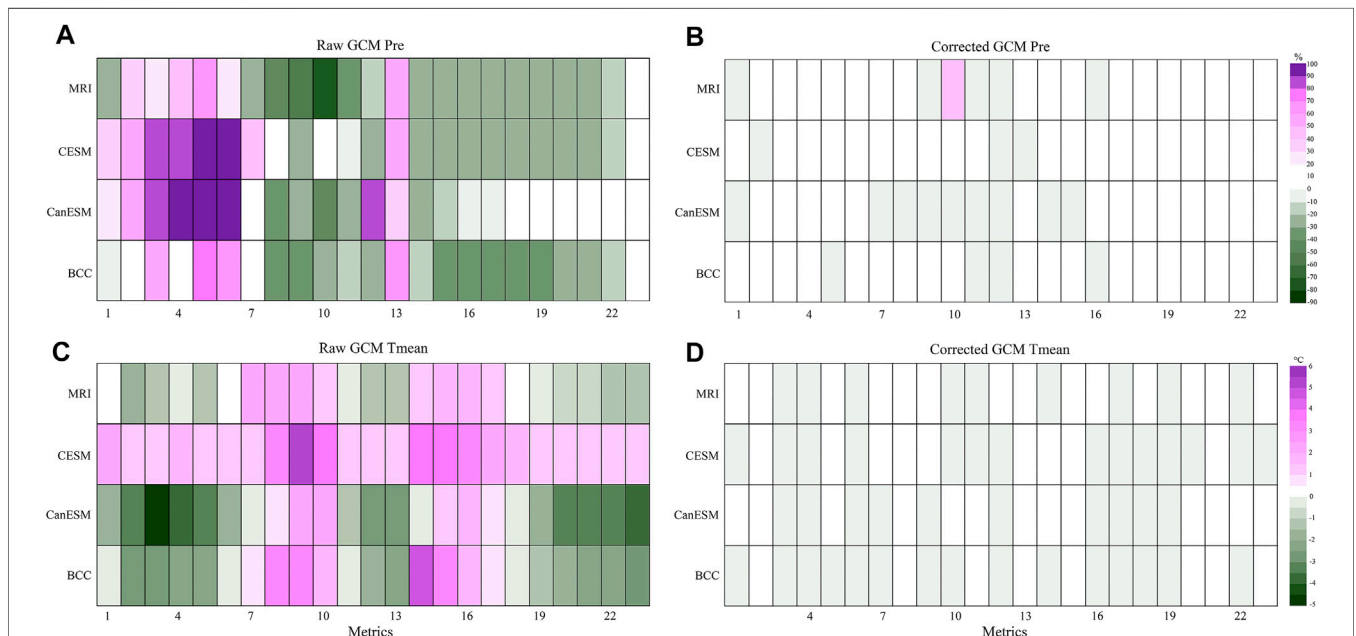 A
Raw GCM Pre
MRI
CESM
CanESM
BCC
1 4 7 10 13 16 19 22
B
Corrected GCM Pre
MRI
CESM
CanESM
BCC
1 4 7 10 13 16 19 22
%
100
90
80
70
60
50
40
30
20
10
0
-10
-20
-30
-40
-50
-60
-70
-80
-90
C
Raw GCM Tmean
MRI
CESM
CanESM
BCC
1 4 7 10 13 16 19 22
Metrics
D
Corrected GCM Tmean
MRI
CESM
CanESM
BCC
4 7 10 13 16 19 22
Metrics
°C
6
5
4
3
2
1
0
-1
-2
-3
-4
-5